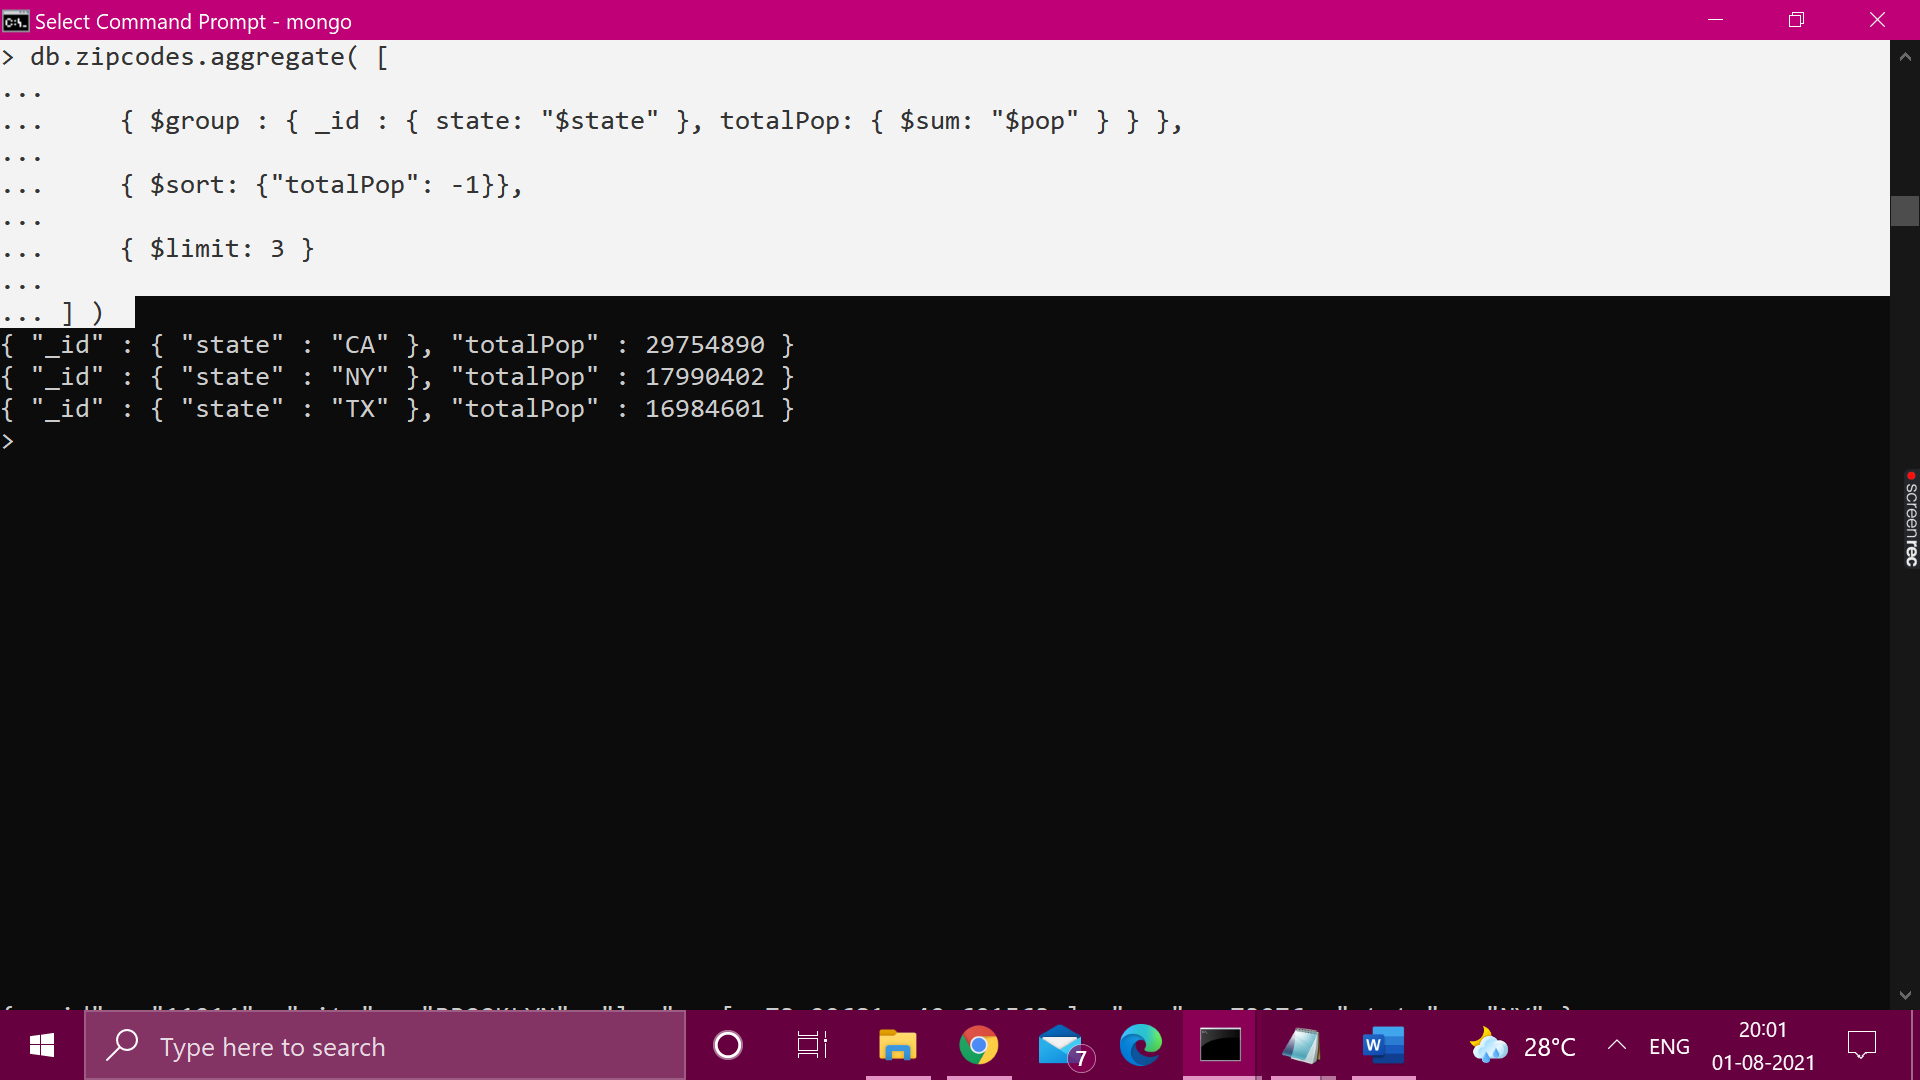 Select Command Prompt - mongo
> db.zipcodes.aggregate( [
...
...     { $group : { _id : { state: "$state" }, totalPop: { $sum: "$pop" } } },
...
...     { $sort: {"totalPop": -1}},
...
...     { $limit: 3 }
...
... ] )
{ "_id" : { "state" : "CA" }, "totalPop" : 29754890 }
{ "_id" : { "state" : "NY" }, "totalPop" : 17990402 }
{ "_id" : { "state" : "TX" }, "totalPop" : 16984601 }
>
screenrec
Type here to search
7
28°C
ENG
20:01
01-08-2021